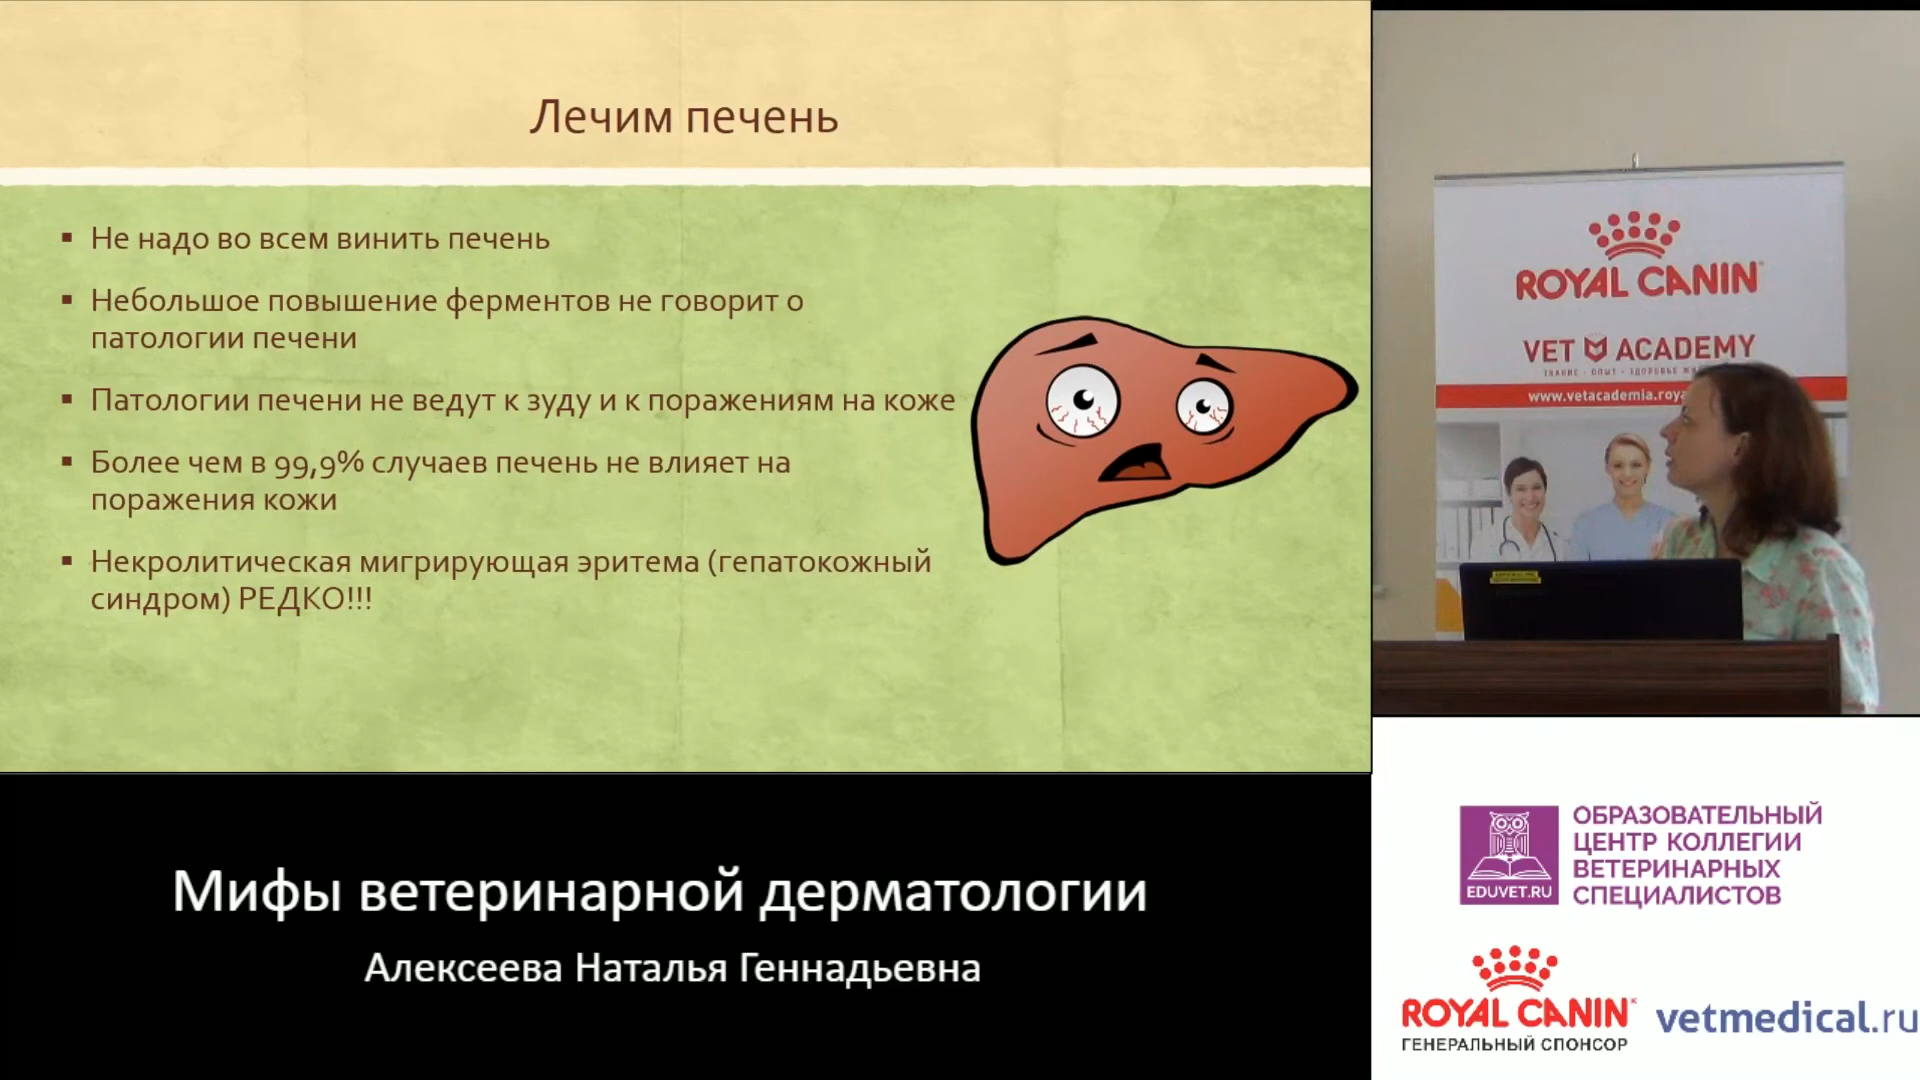 Лечим печень
Не надо во всем винить печень
Небольшое повышение ферментов не говорит о
патологии печени
Патологии печени не ведут к зуду и к поражениям на коже
Более чем в 99,9% случаев печень не влияет на
поражения кожи
Некролитическая мигрирующая эритема (гепатокожный
синдром) РЕДКО!!!
ROYAL CANIN
VET ACADEMY
www.vetacademia.roya
Мифы ветеринарной дерматологии
Алексеева Наталья Геннадьевна
EDUVET.RU
ОБРАЗОВАТЕЛЬНЫЙ
ЦЕНТР КОЛЛЕГИИ
ВЕТЕРИНАРНЫХ
СПЕЦИАЛИСТОВ
ROYAL CANIN
ГЕНЕРАЛЬНЫЙ СПОНСОР
vetmedical.ru